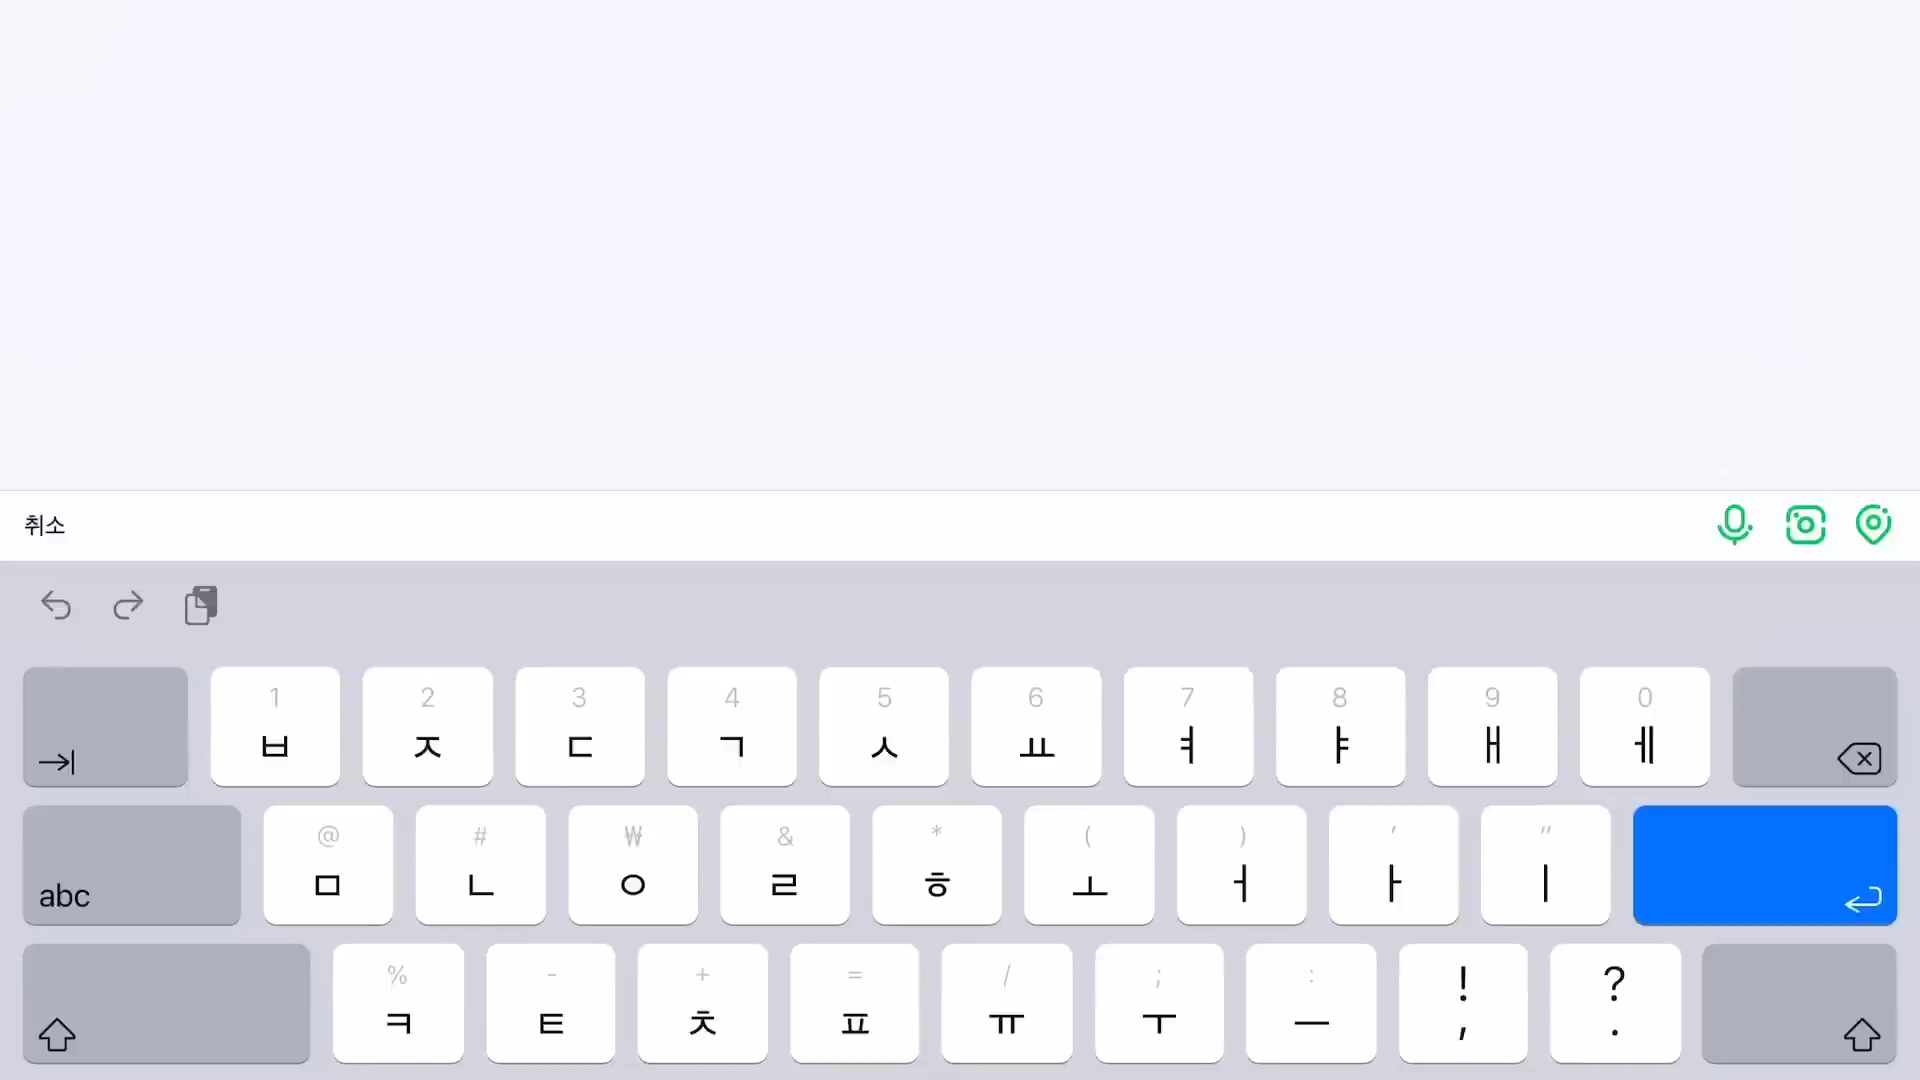 취소
1 2 3 4 5 6 7 8 9 0
ㅂ ㅈ ㄷ ㄱ ㅅ ㅛ ㅕ ㅑ ㅐ ㅔ
@ # ₩ & * ( ) ' "
abc ㅁ ㄴ ㅇ ㄹ ㅎ ㅗ ㅓ ㅏ ㅣ
% - + = / ; : ! ?
ㅋ ㅌ ㅊ ㅍ ㅠ ㅜ ㅡ , .